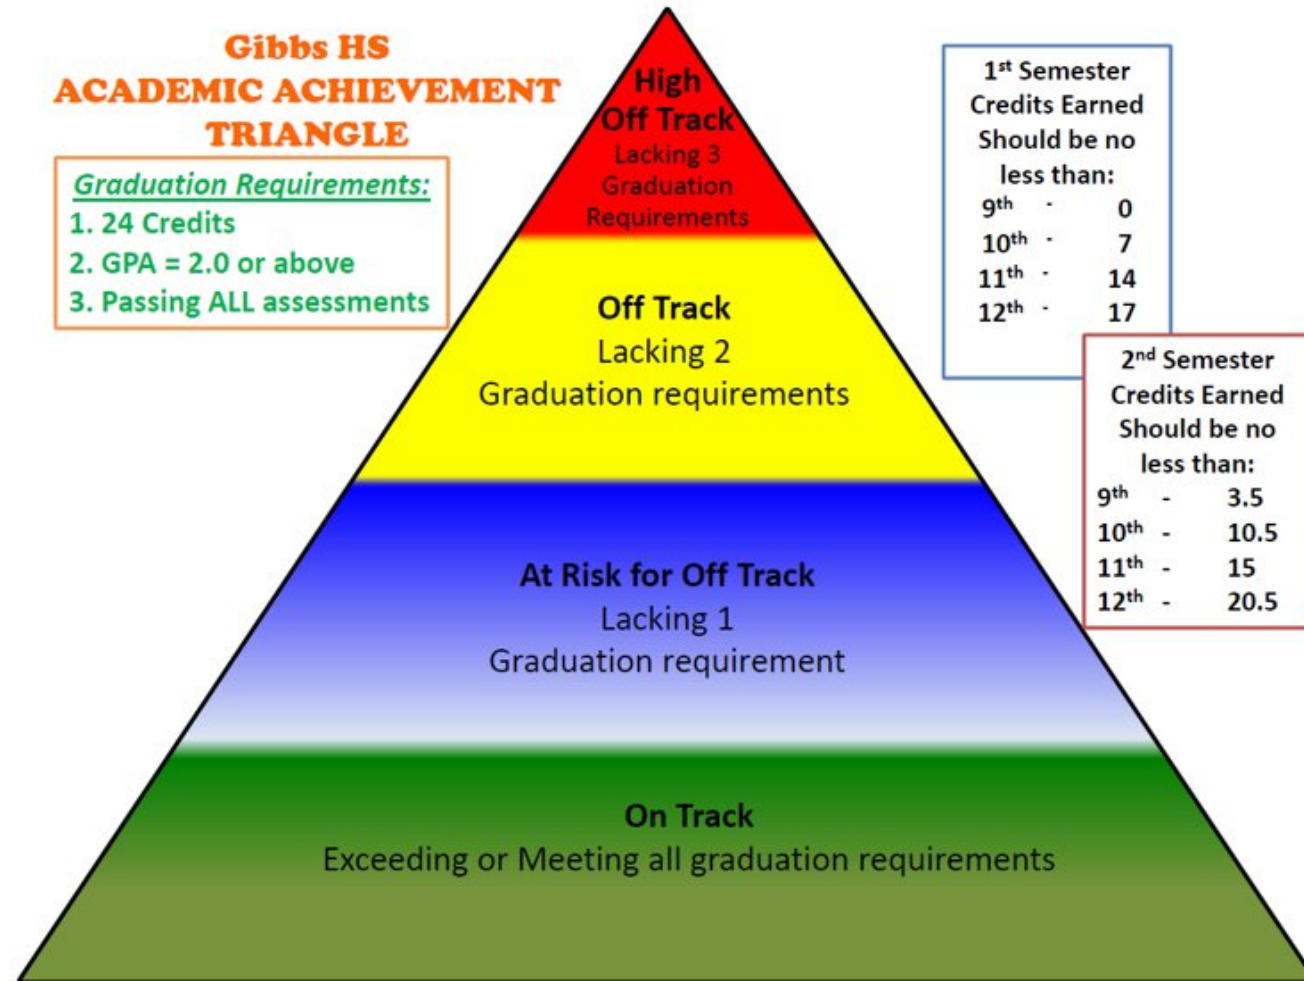 Gibbs HS
ACADEMIC ACHIEVEMENT
TRIANGLE
Graduation Requirements:
1. 24 Credits
2. GPA = 2.0 or above
3. Passing ALL assessments
High
Off Track
Lacking 3
Graduation
Requirements
Off Track
Lacking 2
Graduation requirements
At Risk for Off Track
Lacking 1
Graduation requirement
On Track
Exceeding or Meeting all graduation requirements
1st Semester
Credits Earned
Should be no
less than:
9th - 0
10th - 7
11th - 14
12th - 17
2nd Semester
Credits Earned
Should be no
less than:
9th - 3.5
10th - 10.5
11th - 15
12th - 20.5